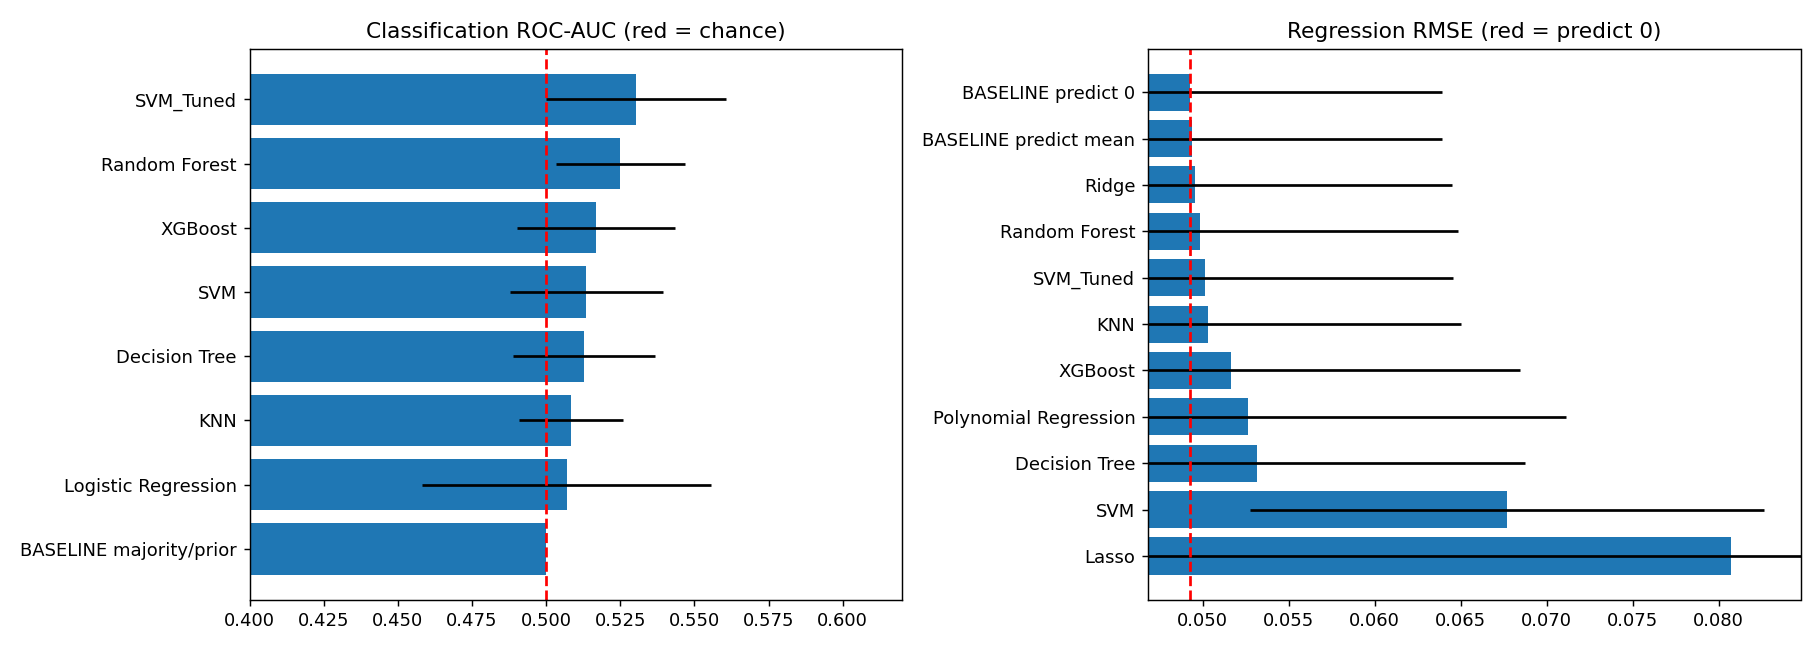 Classification ROC-AUC (red = chance)
SVM_Tuned
Random Forest
XGBoost
SVM
Decision Tree
KNN
Logistic Regression
BASELINE majority/prior
0.400 0.425 0.450 0.475 0.500 0.525 0.550 0.575 0.600
Regression RMSE (red = predict 0)
BASELINE predict 0
BASELINE predict mean
Ridge
Random Forest
SVM_Tuned
KNN
XGBoost
Polynomial Regression
Decision Tree
SVM
Lasso
0.050 0.055 0.060 0.065 0.070 0.075 0.080